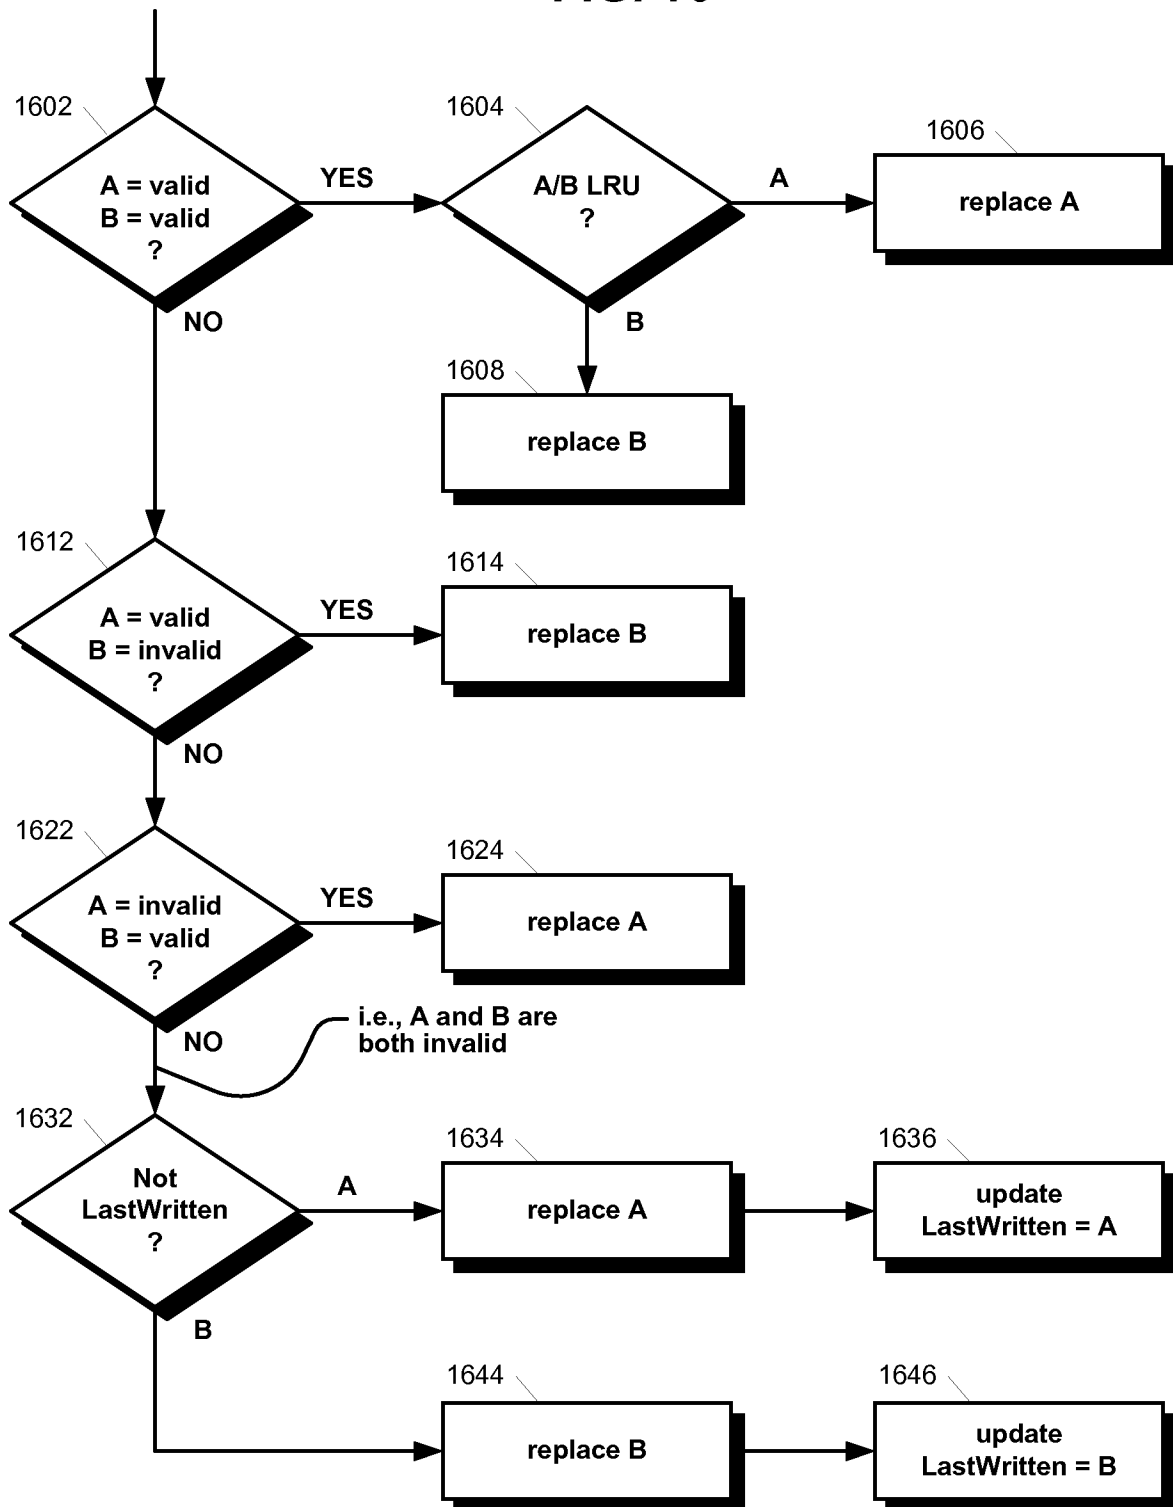 1602
A = valid
B = valid
?
YES
NO
1604
A/B LRU
?
A
B
1606
replace A
1608
replace B
1612
A = valid
B = invalid
?
YES
NO
1614
replace B
1622
A = invalid
B = valid
?
YES
NO
1624
replace A
i.e., A and B are
both invalid
1632
Not
LastWritten
?
A
B
1634
replace A
1636
update
LastWritten = A
1644
replace B
1646
update
LastWritten = B